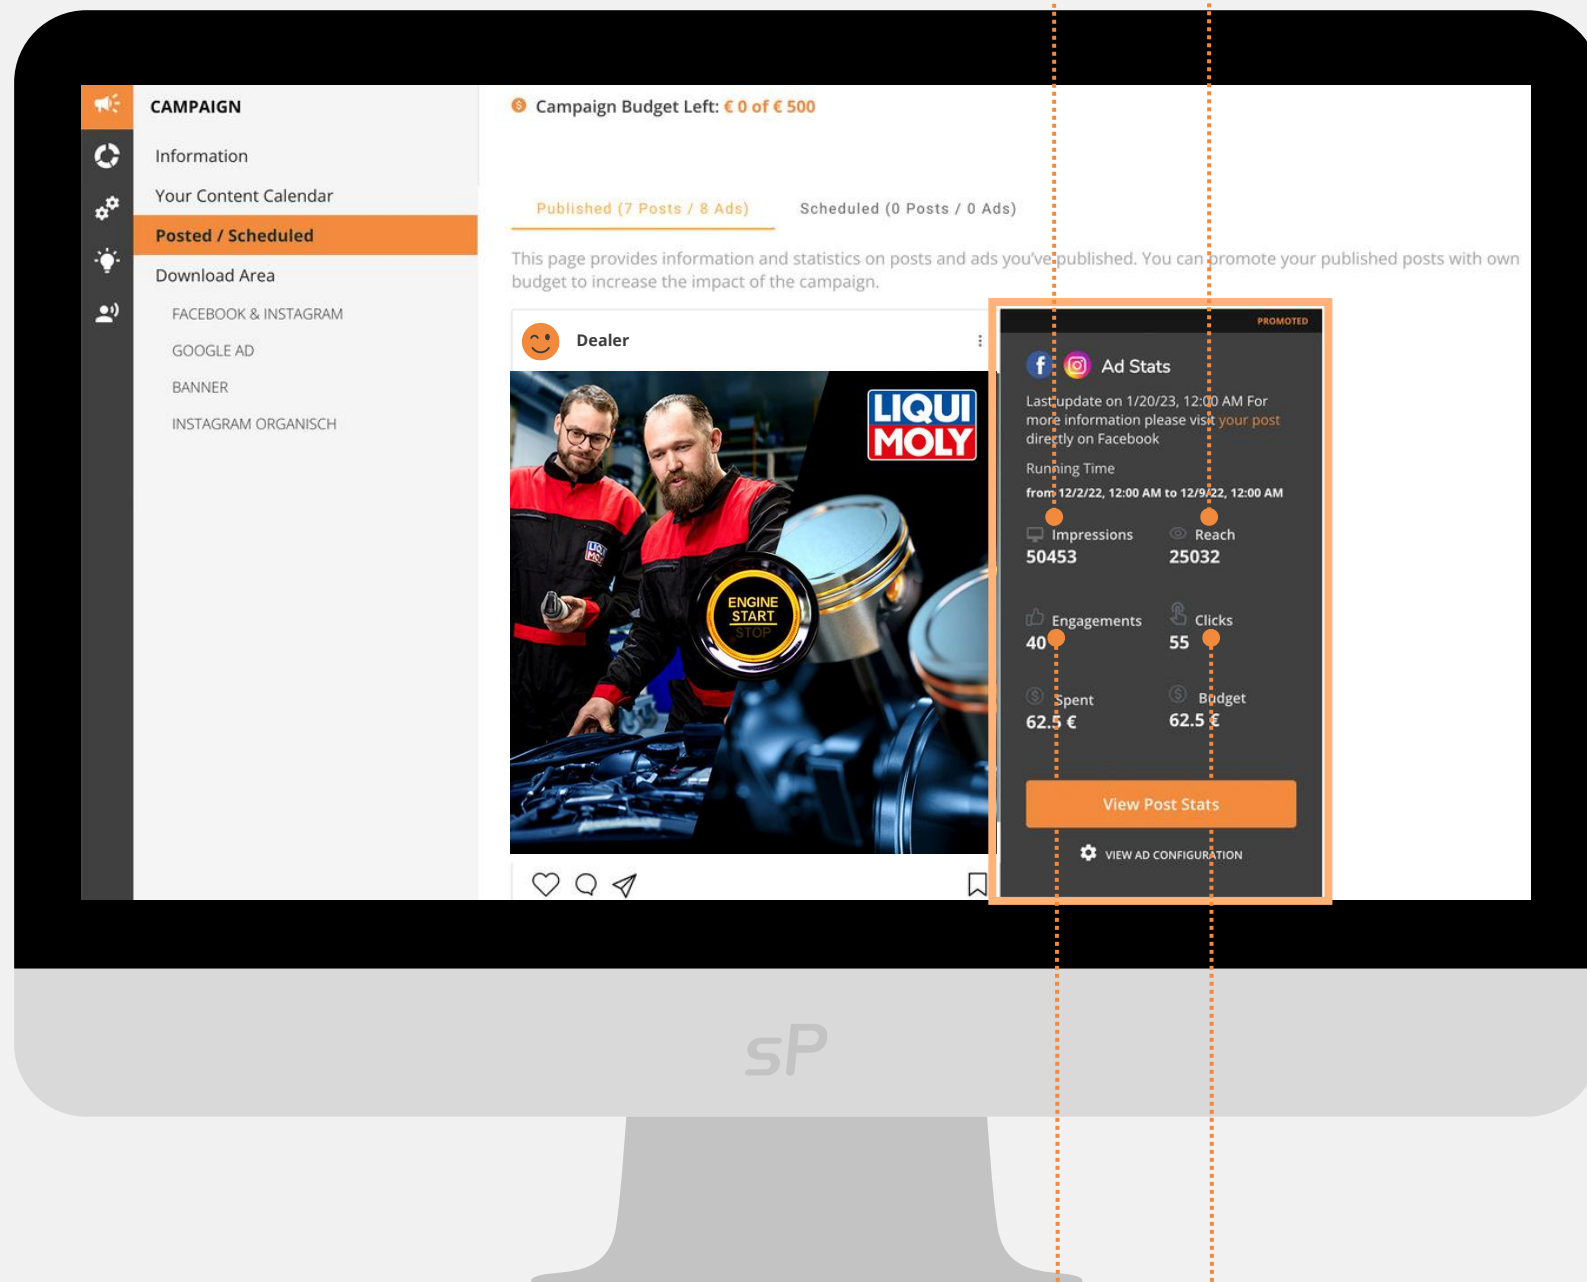 CAMPAIGN
Information
Your Content Calendar
Posted / Scheduled
Download Area
FACEBOOK & INSTAGRAM
GOOGLE AD
BANNER
INSTAGRAM ORGANISCH
Campaign Budget Left: € 0 of € 500
Published (7 Posts / 8 Ads)
Scheduled (0 Posts / 0 Ads)
This page provides information and statistics on posts and ads you've published. You can promote your published posts with own
budget to increase the impact of the campaign.
Dealer
LIQUI
MOLY
LIQUI
MOLY
ENGINE
START
STOP
PROMOTED
Ad Stats
Last update on 1/20/23, 12:00 AM For
more information please visit your post
directly on Facebook
Running Time
from 12/2/22, 12:00 AM to 12/9/22, 12:00 AM
Impressions
50453
Reach
25032
Engagements
40
Clicks
55
Spent
62.5 €
Budget
62.5 €
View Post Stats
VIEW AD CONFIGURATION
sP